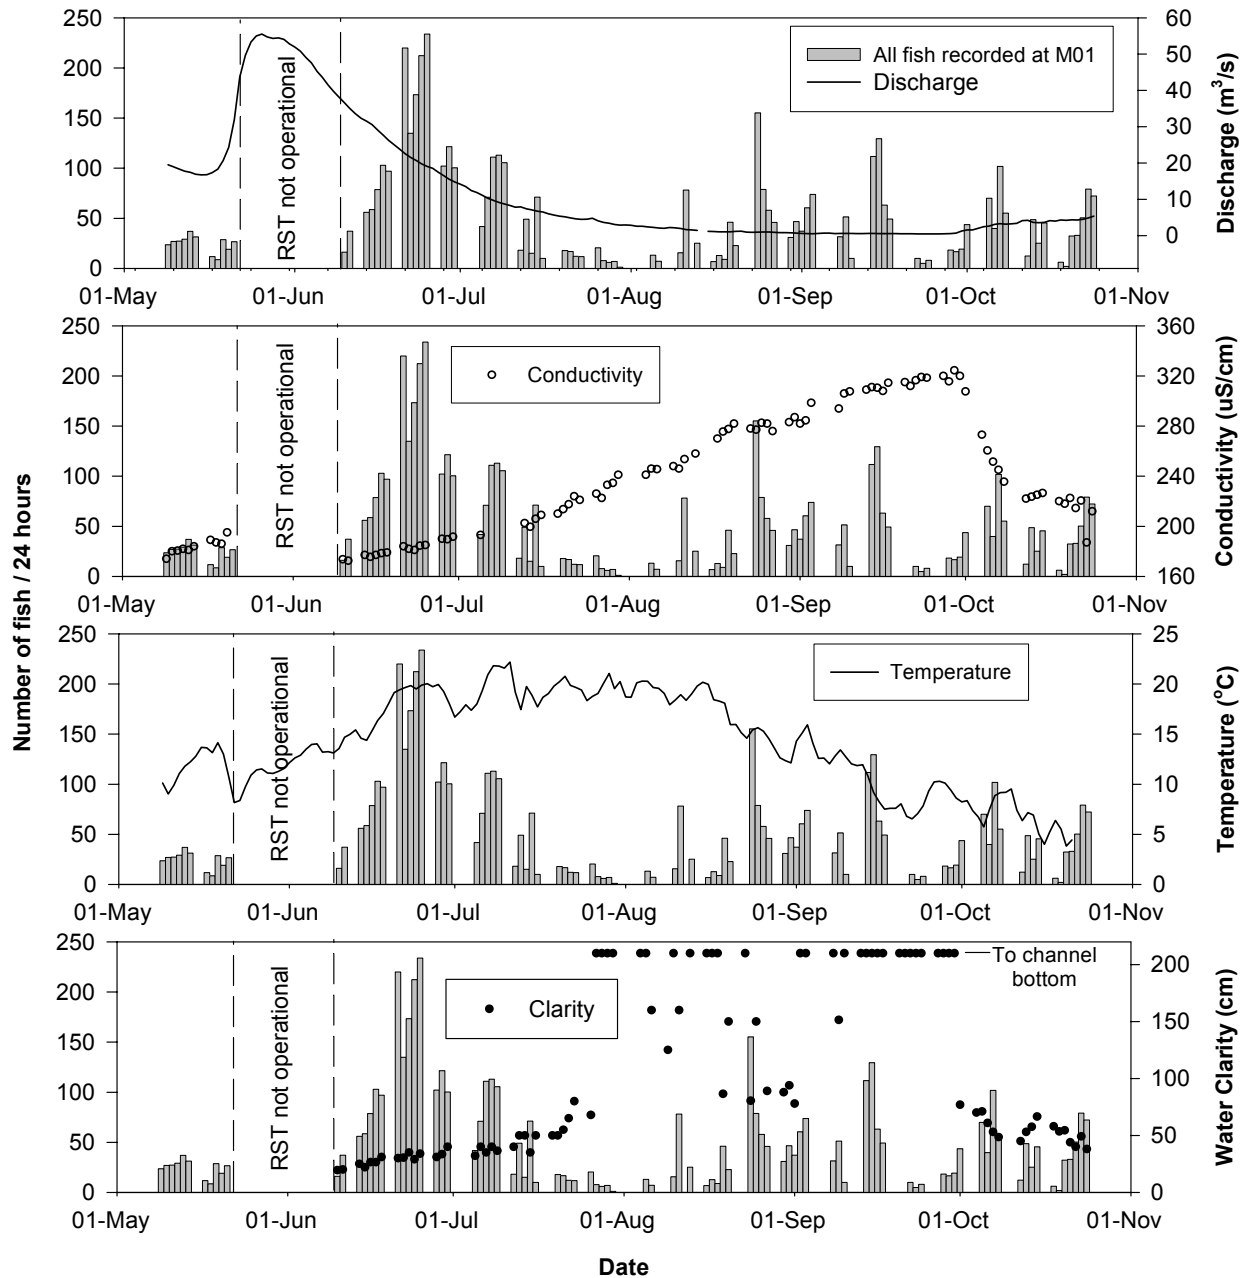 Number of fish / 24 hours
250
200
150
100
50
0
RST not operational
All fish recorded at M01
Discharge
60
50
40
30
20
10
0
Discharge (m³/s)
01-May 01-Jun 01-Jul 01-Aug 01-Sep 01-Oct 01-Nov
250
200
150
100
50
0
RST not operational
Conductivity
360
320
280
240
200
160
Conductivity (uS/cm)
01-May 01-Jun 01-Jul 01-Aug 01-Sep 01-Oct 01-Nov
250
200
150
100
50
0
RST not operational
Temperature
25
20
15
10
5
0
Temperature (°C)
01-May 01-Jun 01-Jul 01-Aug 01-Sep 01-Oct 01-Nov
250
200
150
100
50
0
RST not operational
Clarity
To channel
bottom
200
150
100
50
0
Water Clarity (cm)
01-May 01-Jun 01-Jul 01-Aug 01-Sep 01-Oct 01-Nov
Date